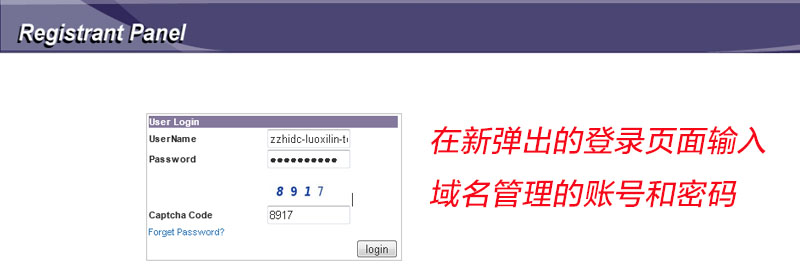 Registrant Panel
User Login
UserName zzhidc-luoxilin-t
Password
8917
Captcha Code 8917
Forget Password?
login
在新弹出的登录页面输入
域名管理的账号和密码